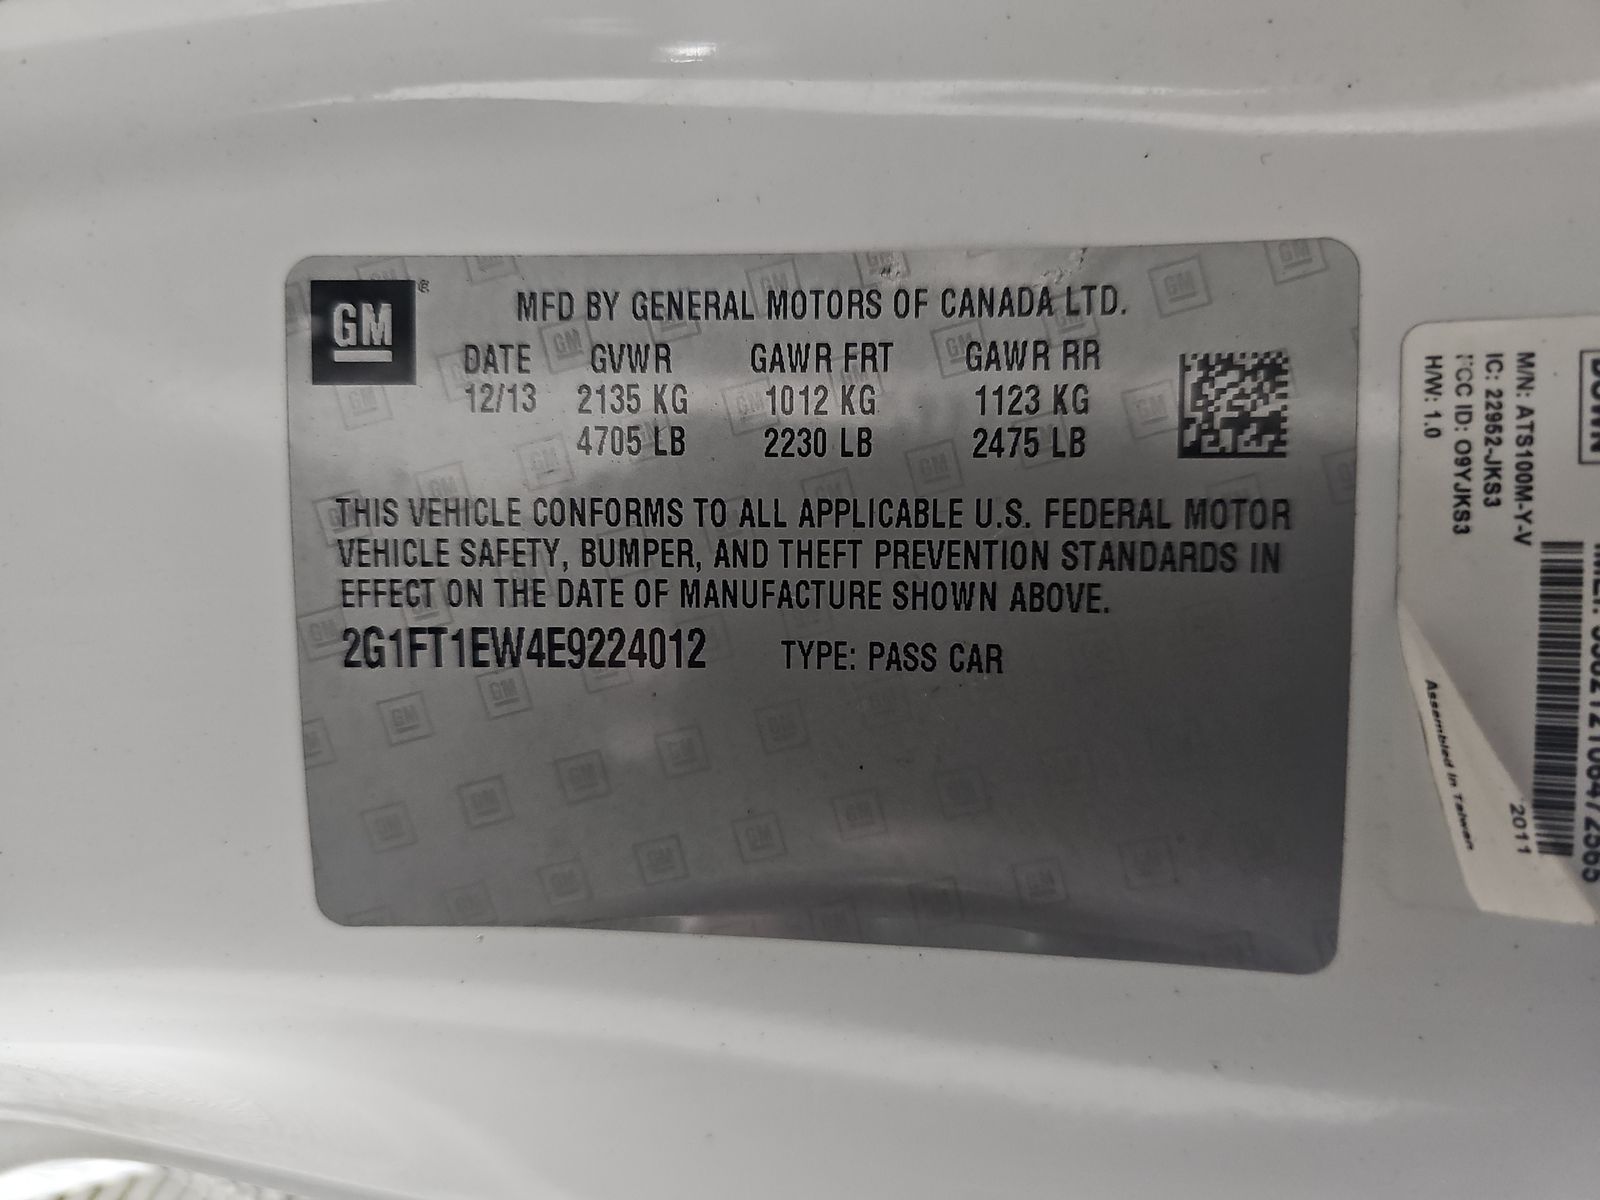 GM
MFD BY GENERAL MOTORS OF CANADA LTD.
DATE GVWR GAWR FRT GAWR RR
12/13 2135 KG 1012 KG 1123 KG
4705 LB 2230 LB 2475 LB
THIS VEHICLE CONFORMS TO ALL APPLICABLE U.S. FEDERAL MOTOR
VEHICLE SAFETY, BUMPER, AND THEFT PREVENTION STANDARDS IN
EFFECT ON THE DATE OF MANUFACTURE SHOWN ABOVE.
2G1FT1EW4E9224012 TYPE: PASS CAR
M/N: ATS100M-Y-V
IC: 22952-JKS3
FCC ID: O9YJKS3
H/W: 1.0
2011
Assembled in Taiwan